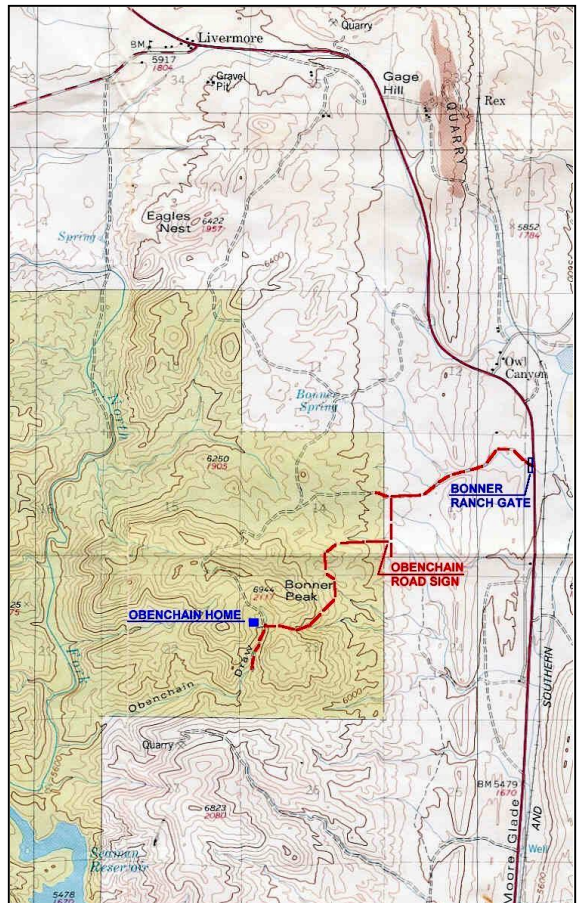 Quarry
Livermore
BM
5917
1804
34
Gravel
Pit
Gage
Hill
QUARRY
Rex
Eagles
Nest
6422
1957
5852
1784
Spring
6400
Owl
Canyon
12
North
Bonner
Spring
6250
1905
15
14
BONNER
RANCH GATE
OBENCHAIN
ROAD SIGN
6944
2117
Bonner
Peak
OBENCHAIN HOME
Fork
Draw
Obenchain
6000
SOUTHERN
Quarry
6823
2080
BM 5479
1670
Moore Glade
AND
Well
5600
Seaman
Reservoir
5478
1670